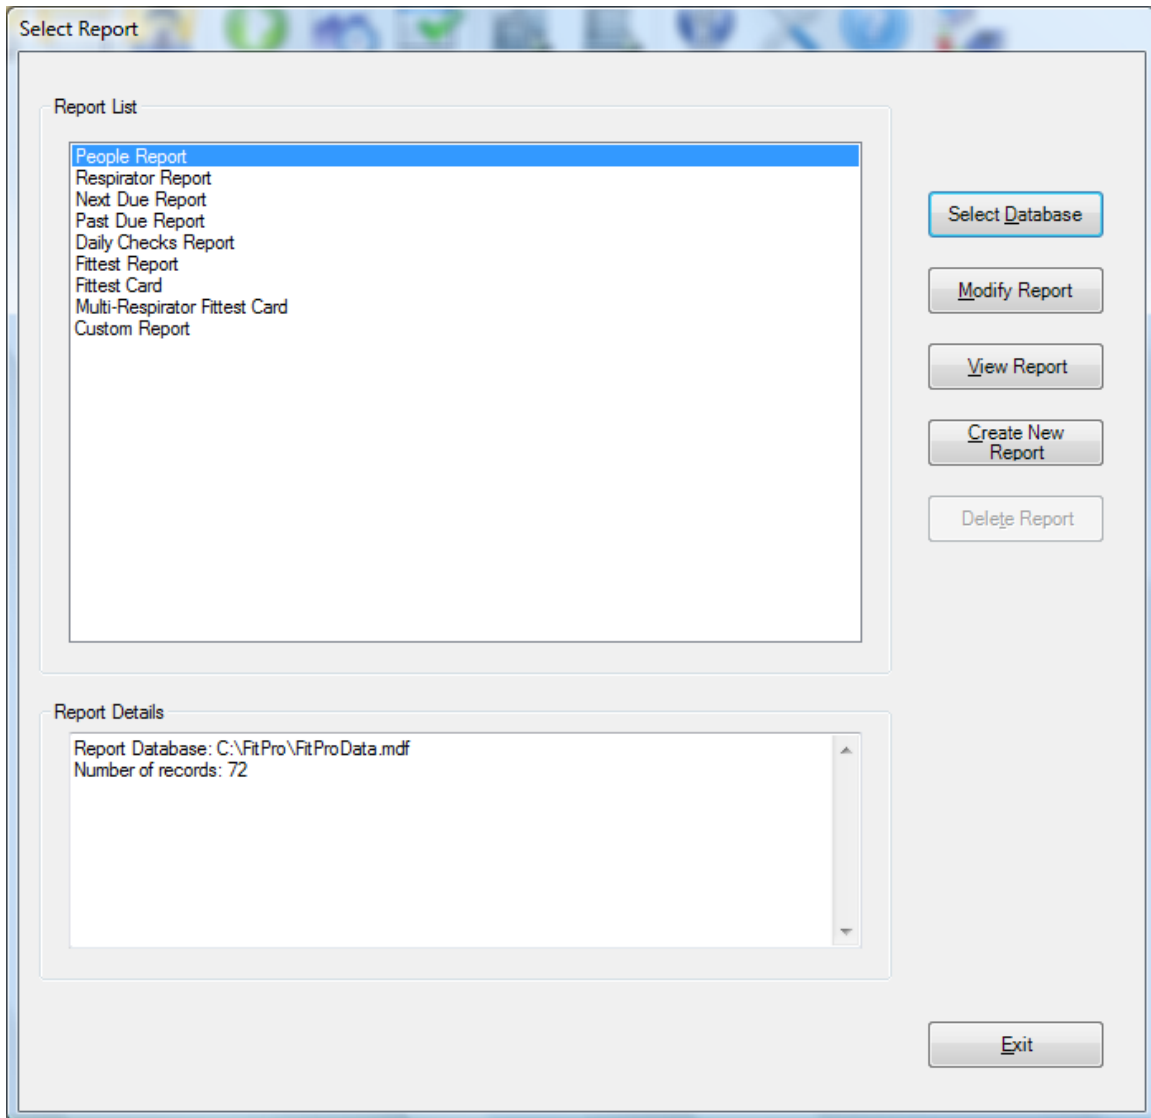 Select Report
Report List
People Report
Respirator Report
Next Due Report
Past Due Report
Daily Checks Report
Fittest Report
Fittest Card
Multi-Respirator Fittest Card
Custom Report
Select Database
Modify Report
View Report
Create New
Report
Delete Report
Report Details
Report Database: C:\FitPro\FitProData.mdf
Number of records: 72
Exit